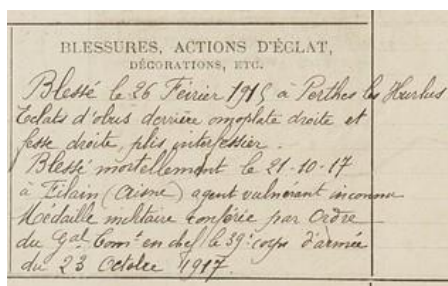 BLESSURES, ACTIONS D'ÉCLAT,
DÉCORATIONS, ETC.
Blessé le 26 Février 1915 à Perthes les Hurlus
Eclats d'obus derrière omoplate droite et
fesse droite, plis interfessier.
Blessé mortellement le 21-10-17
à Filain (Aisne) agent vulnérant inconnu
Médaille militaire conférée par Ordre
du Gal Comt en chef le 39e corps d'armée
du 23 Octobre 1917.